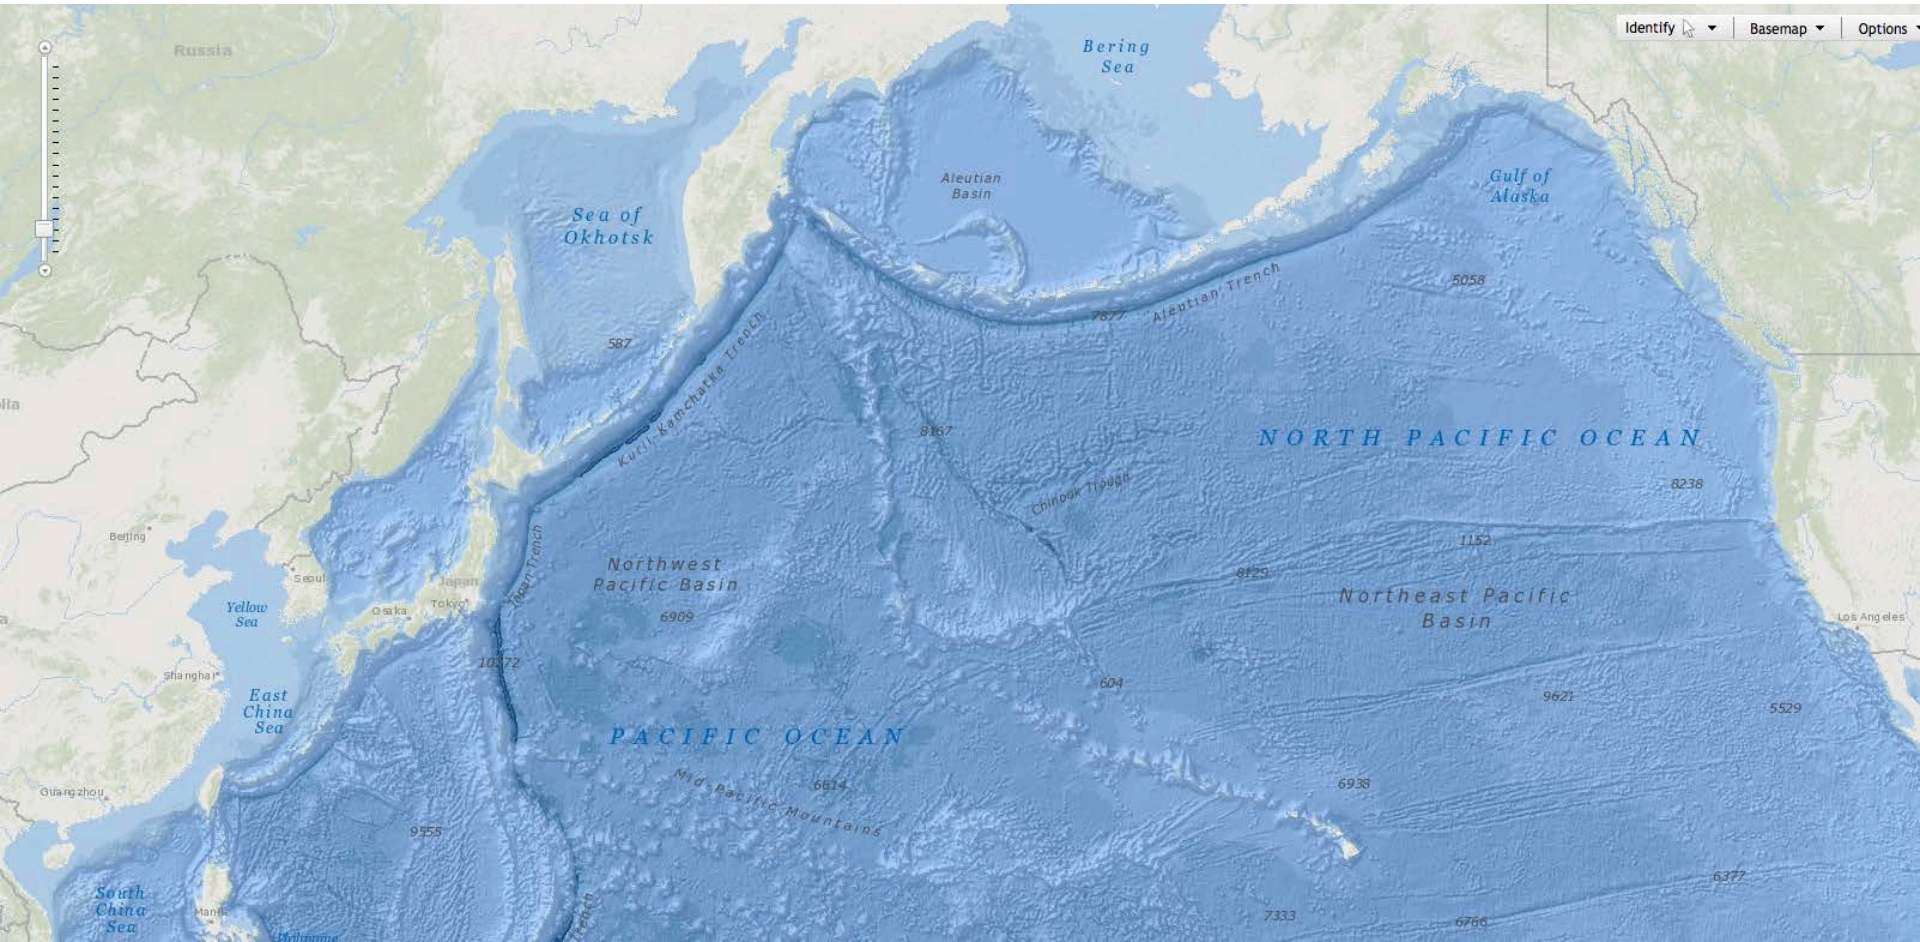 Identify
Basemap
Options
Russia
Bering
Sea
Aleutian
Basin
Gulf of
Alaska
Sea of
Okhotsk
5058
Aleutian Trench
7877
587
Kuril-Kamchatka Trench
8167
NORTH PACIFIC OCEAN
8238
Chinook Trough
Beijing
Japan Trench
1152
Northwest
Pacific Basin
8129
Seoul
Japan
Northeast Pacific
Basin
Yellow
Sea
Osaka
Tokyo
6909
Los Angeles
Shanghai
604
East
China
Sea
9621
5529
PACIFIC OCEAN
Mid-Pacific Mountains
6614
6938
Guangzhou
9555
6377
South
China
Sea
7333
6766
Trench